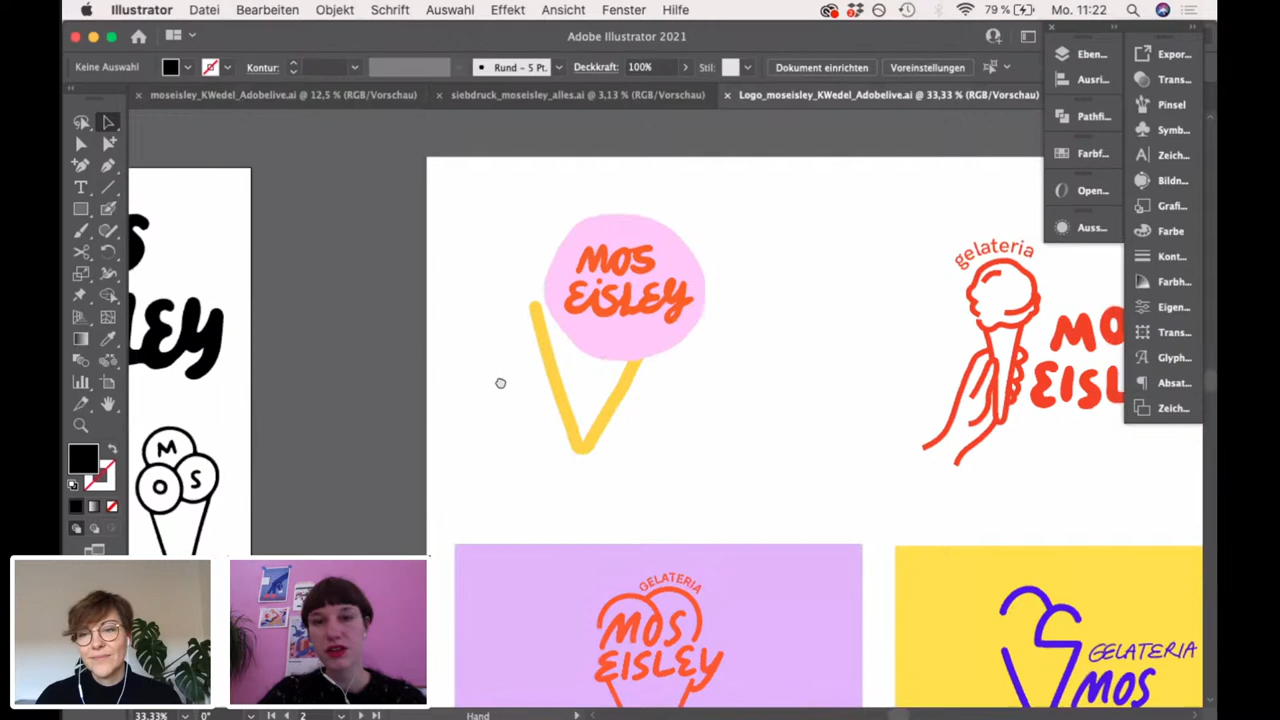 Illustrator Datei Bearbeiten Objekt Schrift Auswahl Effekt Ansicht Fenster Hilfe 79 % Mo. 11:22
Adobe Illustrator 2021
Keine Auswahl Kontur: Rund - 5 Pt. Deckkraft: 100% Stil: Dokument einrichten Voreinstellungen
moseisley_KWedel_Adobelive.ai @ 12,5 % (RGB/Vorschau) siebdruck_moseisley_alles.ai @ 3,13 % (RGB/Vorschau) Logo_moseisley_KWedel_Adobelive.ai @ 33,33 % (RGB/Vorschau)
Eben...
Ausri...
Pathfi...
Farbf...
Open...
Auss...
Expor...
Trans...
Pinsel
Symb...
Zeich...
Bildn...
Grafi...
Farbe
Kont...
Farbh...
Eigen...
Trans...
Glyph...
Absat...
Zeich...
S
LEY
M
O S
MOS
EiSLEY
gelateria
MO
EISL
GELATERIA
MOS
EISLEY
GELATERIA
MOS
33,33% 0° 2 Hand